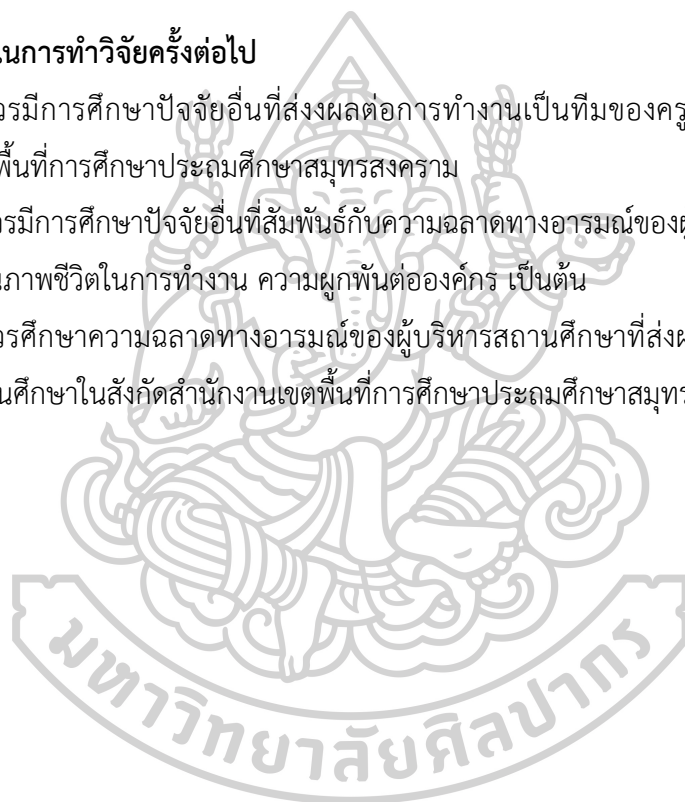 นการทำวิจัยครั้งต่อไป
วรมีการศึกษาปัจจัยอื่นที่ส่งงผลต่อการทำงานเป็นทีมของครู
พื้นที่การศึกษาประถมศึกษาสมุทรสงคราม
รมีการศึกษาปัจจัยอื่นที่สัมพันธ์กับความฉลาดทางอารมณ์ของผู
ณภาพชีวิตในการทำงาน ความผูกพันต่อองค์กร เป็นต้น
วรศึกษาความฉลาดทางอารมณ์ของผู้บริหารสถานศึกษาที่ส่งผ
นศึกษาในสังกัดสำนักงานเขตพื้นที่การศึกษาประถมศึกษาสมุทร
มหาวิทยาลัยศิลปากร